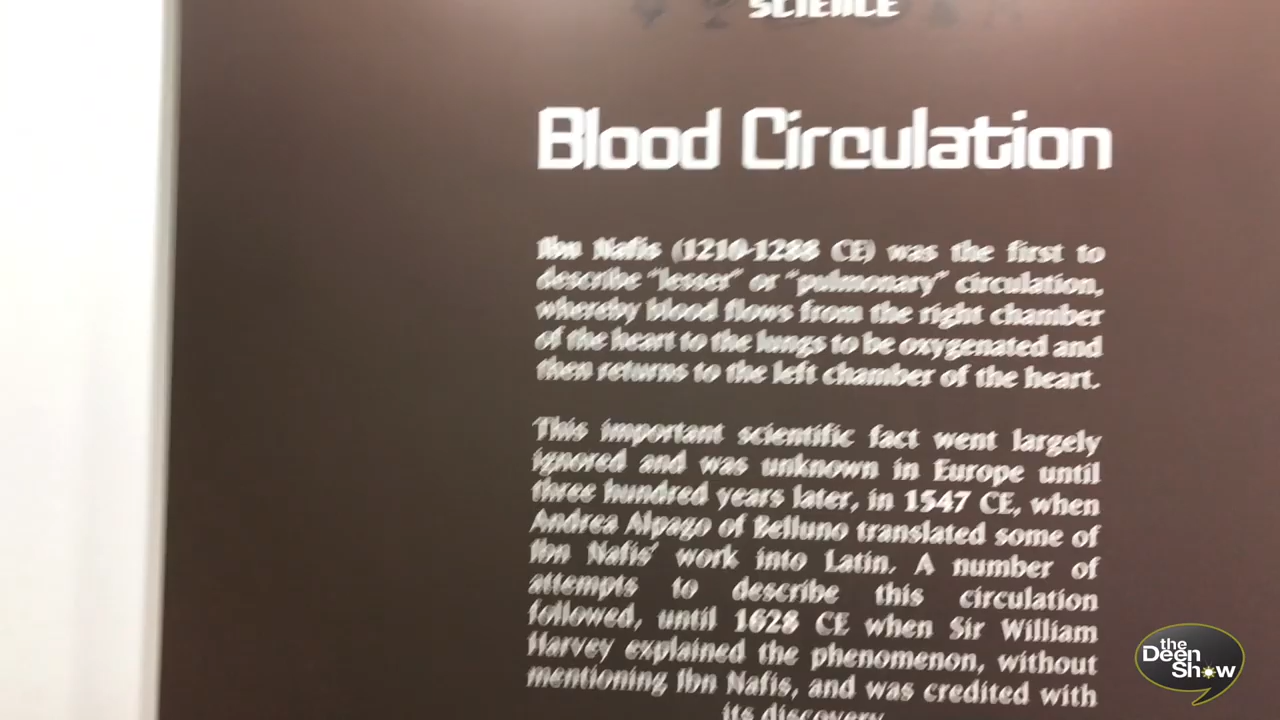 SCIENCE
Blood Circulation
Ibn Nafis (1210-1288 CE) was the first to
describe "lesser" or "pulmonary" circulation,
whereby blood flows from the right chamber
of the heart to the lungs to be oxygenated and
then returns to the left chamber of the heart.
This important scientific fact went largely
ignored and was unknown in Europe until
three hundred years later, in 1547 CE, when
Andrea Alpago of Belluno translated some of
Ibn Nafis' work into Latin. A number of
attempts to describe this circulation
followed, until 1628 CE when Sir William
Harvey explained the phenomenon, without
mentioning Ibn Nafis, and was credited with
its discovery
the
Deen
Show